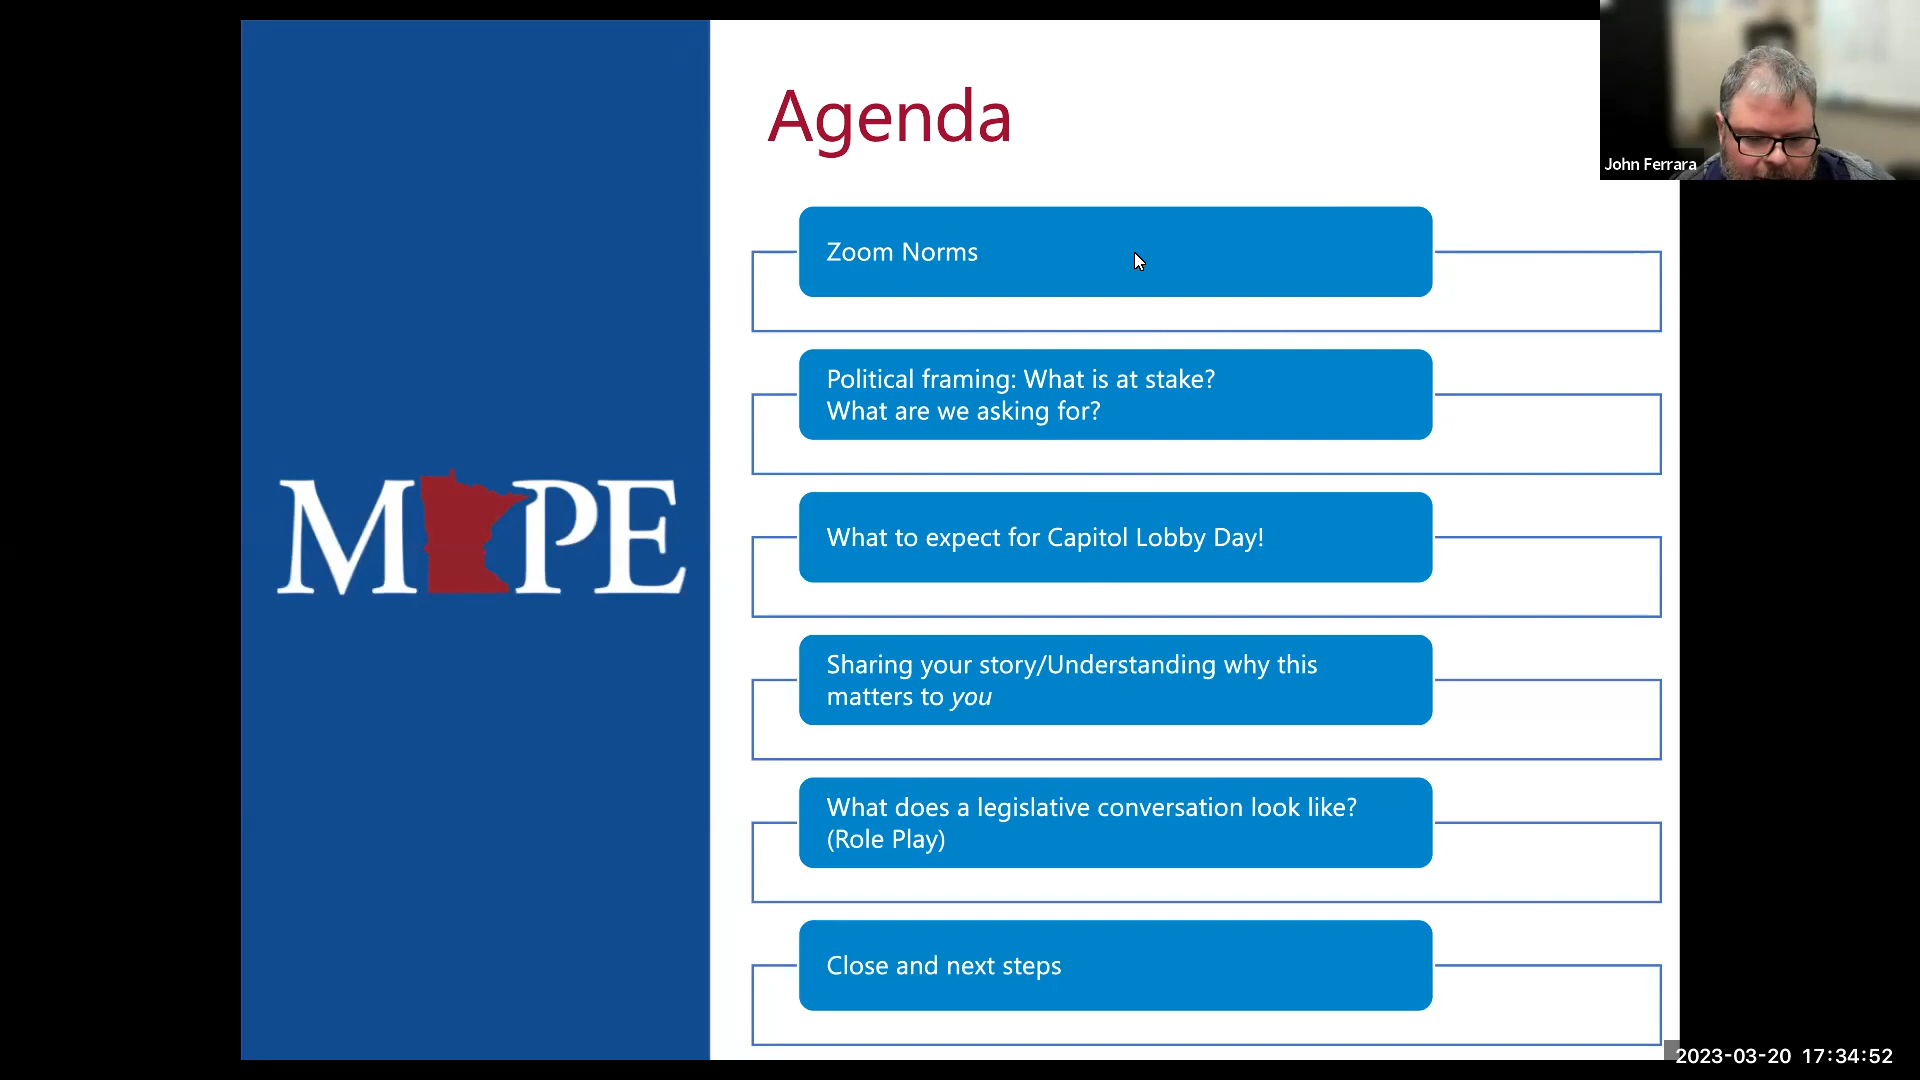 Agenda
John Ferrara
Zoom Norms
Political framing: What is at stake?
What are we asking for?
What to expect for Capitol Lobby Day!
M PE
Sharing your story/Understanding why this
matters to you
What does a legislative conversation look like?
(Role Play)
Close and next steps
2023-03-20 17:34:52